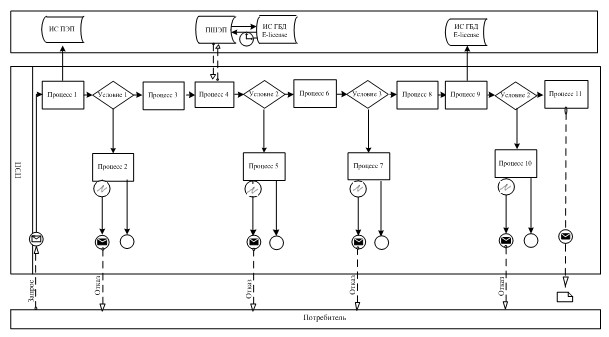 ИС ПЭП
ПШЭП
ИС ГБД
E-license
ИС ГБД
E-license
ПЭП
Процесс 1
Условие 1
Процесс 3
Процесс 4
Условие 2
Процесс 6
Условие 3
Процесс 8
Процесс 9
Условие 2
Процесс 11
Процесс 2
Процесс 5
Процесс 7
Процесс 10
Запрос
Отказ
Отказ
Отказ
Отказ
Потребитель